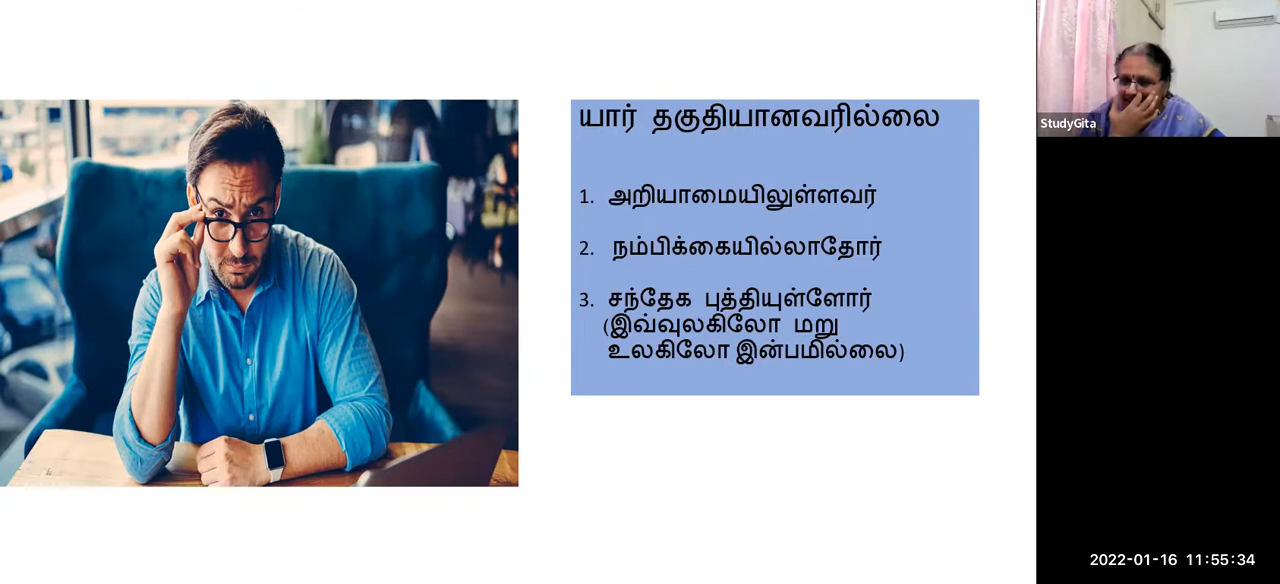 யார் தகுதியானவரில்லை
1. அறியாமையிலுள்ளவர்
2. நம்பிக்கையில்லாதோர்
3. சந்தேக புத்தியுள்ளோர்
(இவ்வுலகிலோ மறு
உலகிலோ இன்பமில்லை)
StudyGita
2022-01-16 11:55:34